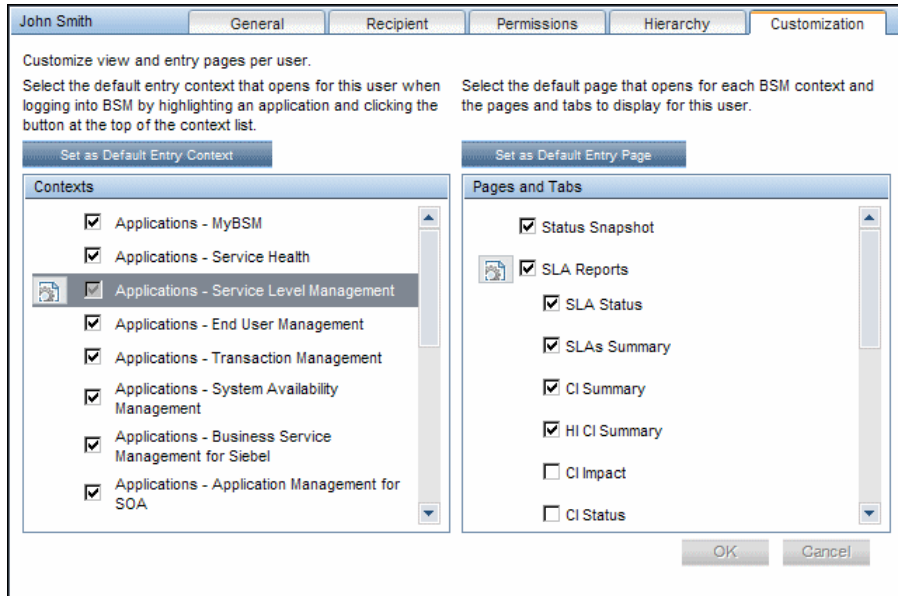 John Smith
General
Recipient
Permissions
Hierarchy
Customization
Customize view and entry pages per user.
Select the default entry context that opens for this user when
logging into BSM by highlighting an application and clicking the
button at the top of the context list.
Select the default page that opens for each BSM context and
the pages and tabs to display for this user.
Set as Default Entry Context
Set as Default Entry Page
Contexts
Applications - MyBSM
Applications - Service Health
Applications - Service Level Management
Applications - End User Management
Applications - Transaction Management
Applications - System Availability
Management
Applications - Business Service
Management for Siebel
Applications - Application Management for
SOA
Pages and Tabs
Status Snapshot
SLA Reports
SLA Status
SLAs Summary
CI Summary
HI CI Summary
CI Impact
CI Status
OK
Cancel